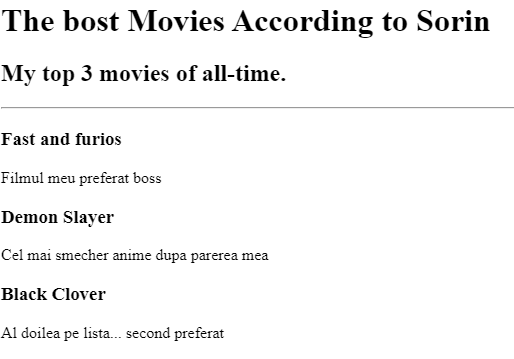 The bost Movies According to Sorin
My top 3 movies of all-time.
Fast and furios
Filmul meu preferat boss
Demon Slayer
Cel mai smecher anime dupa parerea mea
Black Clover
Al doilea pe lista... second preferat